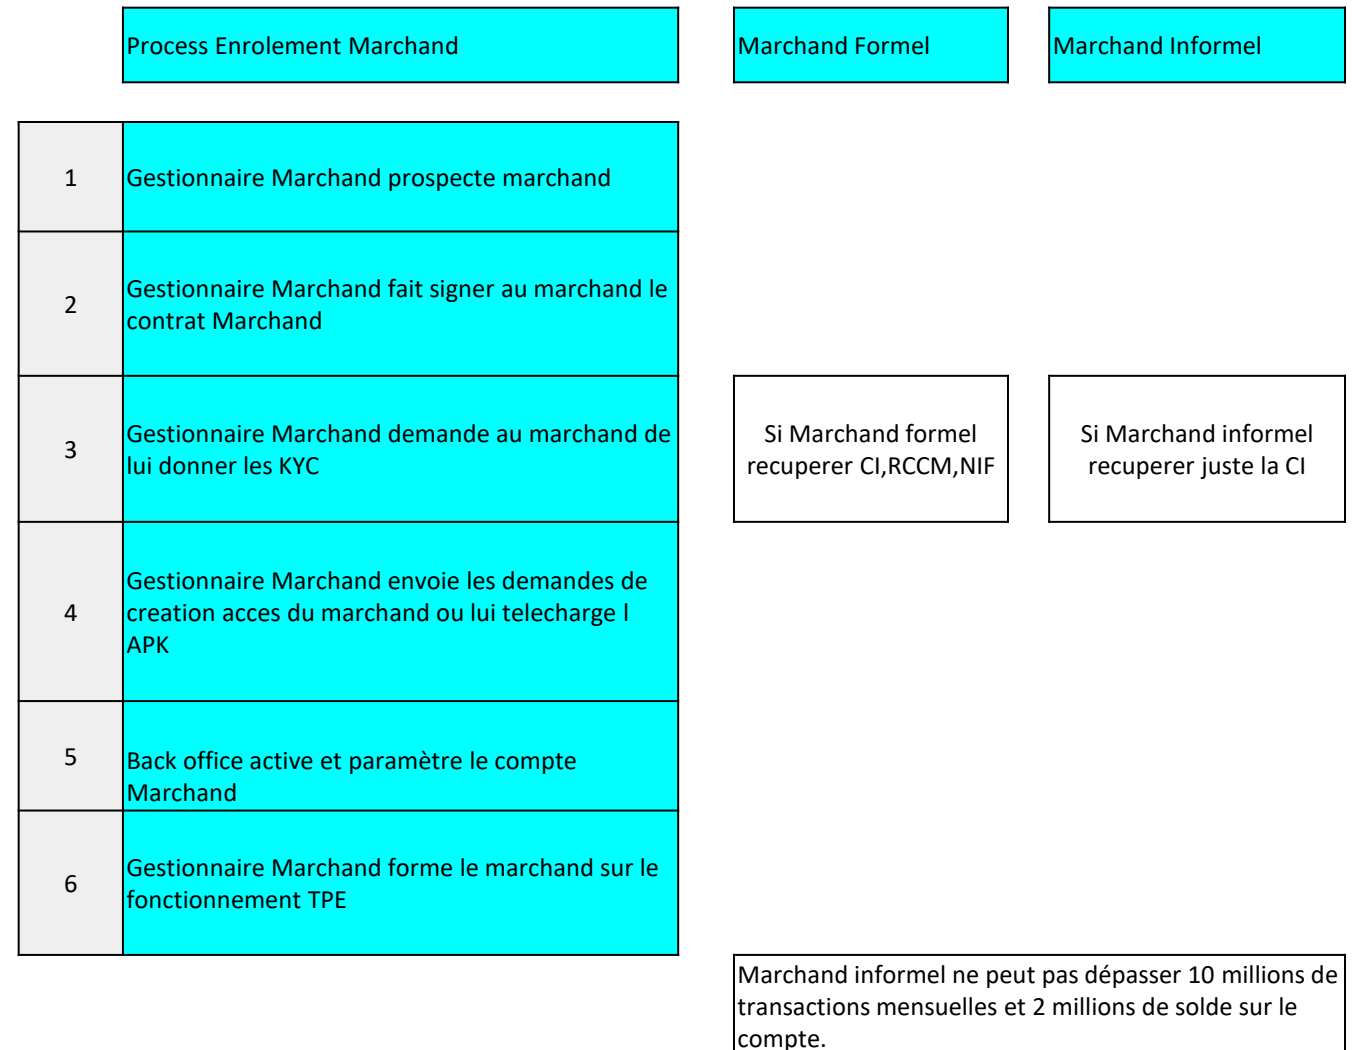 Process Enrolement Marchand
Marchand Formel
Marchand Informel
1
Gestionnaire Marchand prospecte marchand
2
Gestionnaire Marchand fait signer au marchand le
contrat Marchand
3
Gestionnaire Marchand demande au marchand de
lui donner les KYC
Si Marchand formel
recuperer CI,RCCM,NIF
Si Marchand informel
recuperer juste la CI
4
Gestionnaire Marchand envoie les demandes de
creation acces du marchand ou lui telecharge l
APK
5
Back office active et paramètre le compte
Marchand
6
Gestionnaire Marchand forme le marchand sur le
fonctionnement TPE
Marchand informel ne peut pas dépasser 10 millions de
transactions mensuelles et 2 millions de solde sur le
compte.